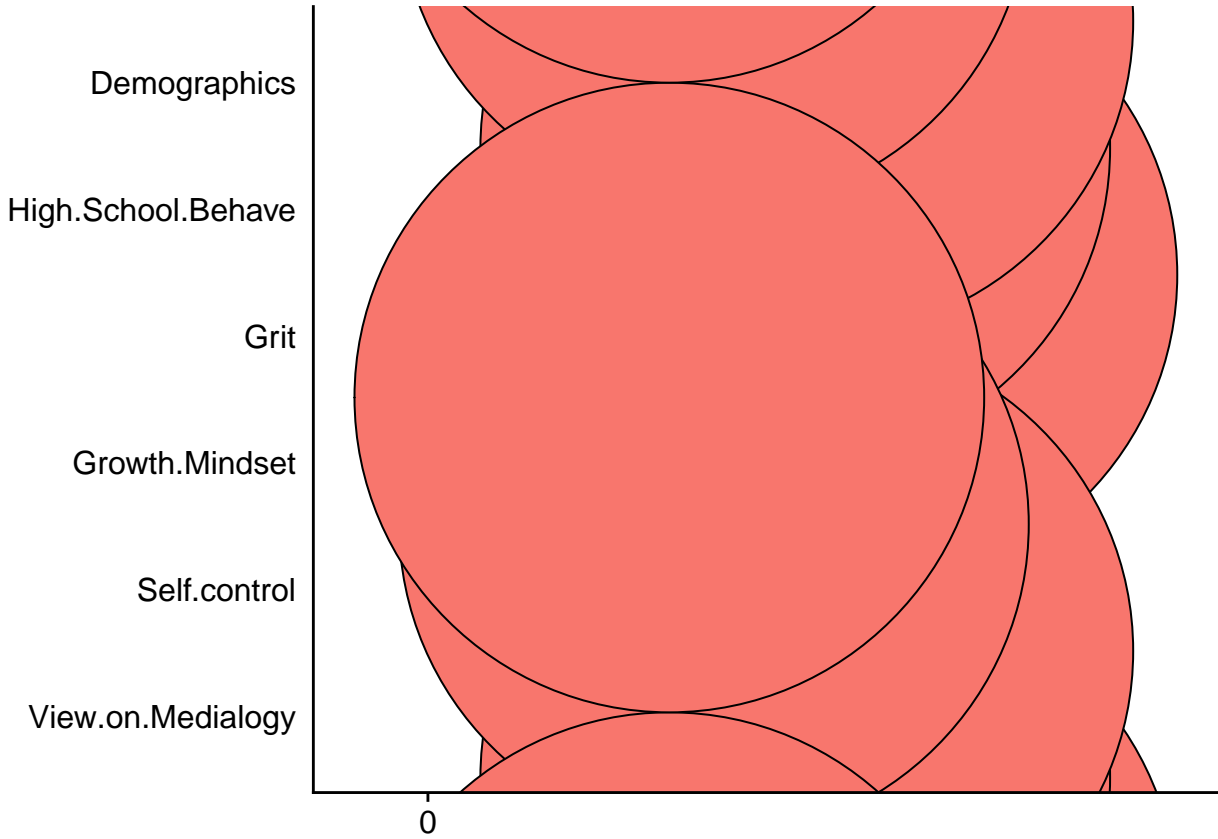 Demographics
High.School.Behave
Grit
Growth.Mindset
Self.control
View.on.Medialogy
0